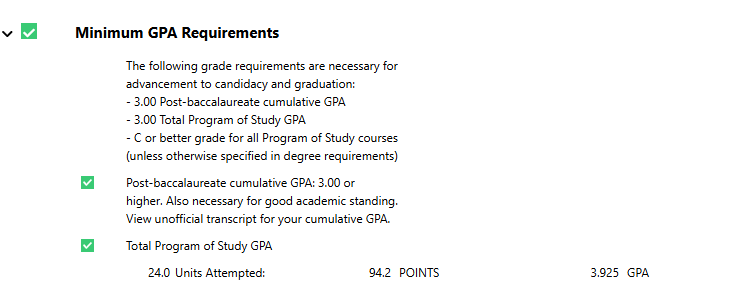 Minimum GPA Requirements
The following grade requirements are necessary for
advancement to candidacy and graduation:
- 3.00 Post-baccalaureate cumulative GPA
- 3.00 Total Program of Study GPA
- C or better grade for all Program of Study courses
(unless otherwise specified in degree requirements)
Post-baccalaureate cumulative GPA: 3.00 or
higher. Also necessary for good academic standing.
View unofficial transcript for your cumulative GPA.
Total Program of Study GPA
24.0 Units Attempted: 94.2 POINTS 3.925 GPA